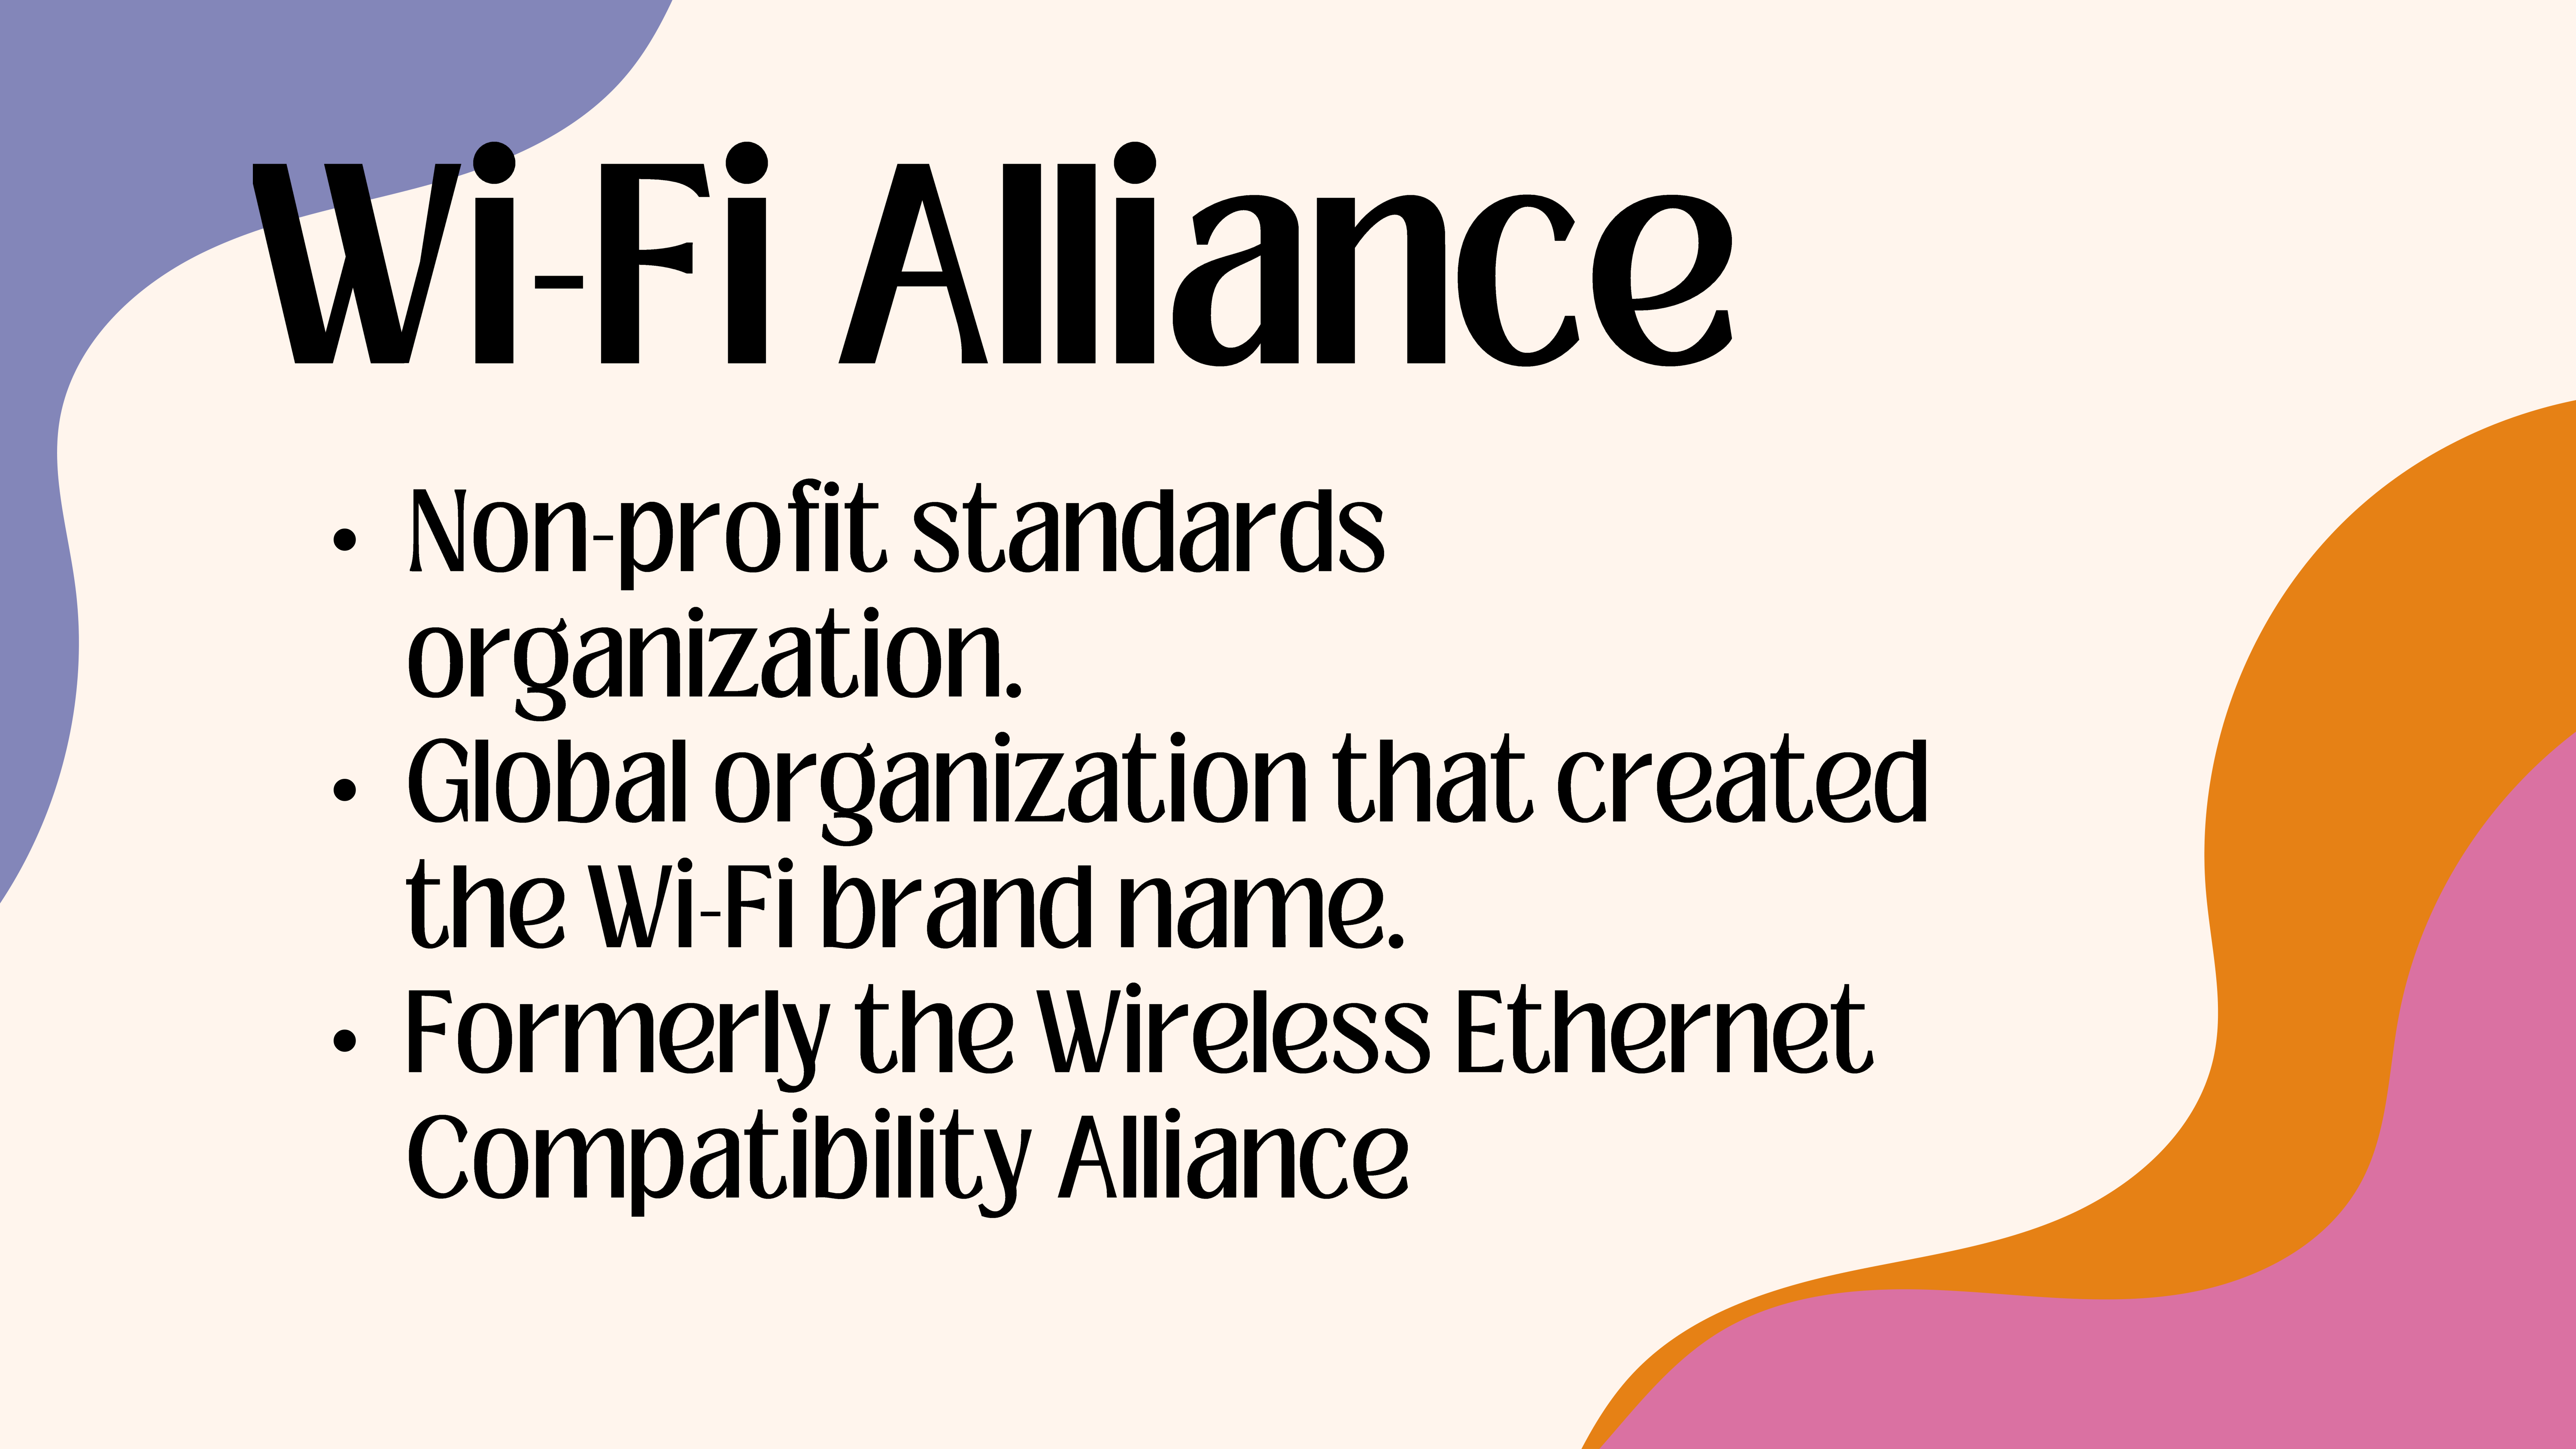 Wi-Fi Alliance
• Non-profit standards
organization.
• Global organization that created
the Wi-Fi brand name.
• Formerly the Wireless Ethernet
Compatibility Alliance